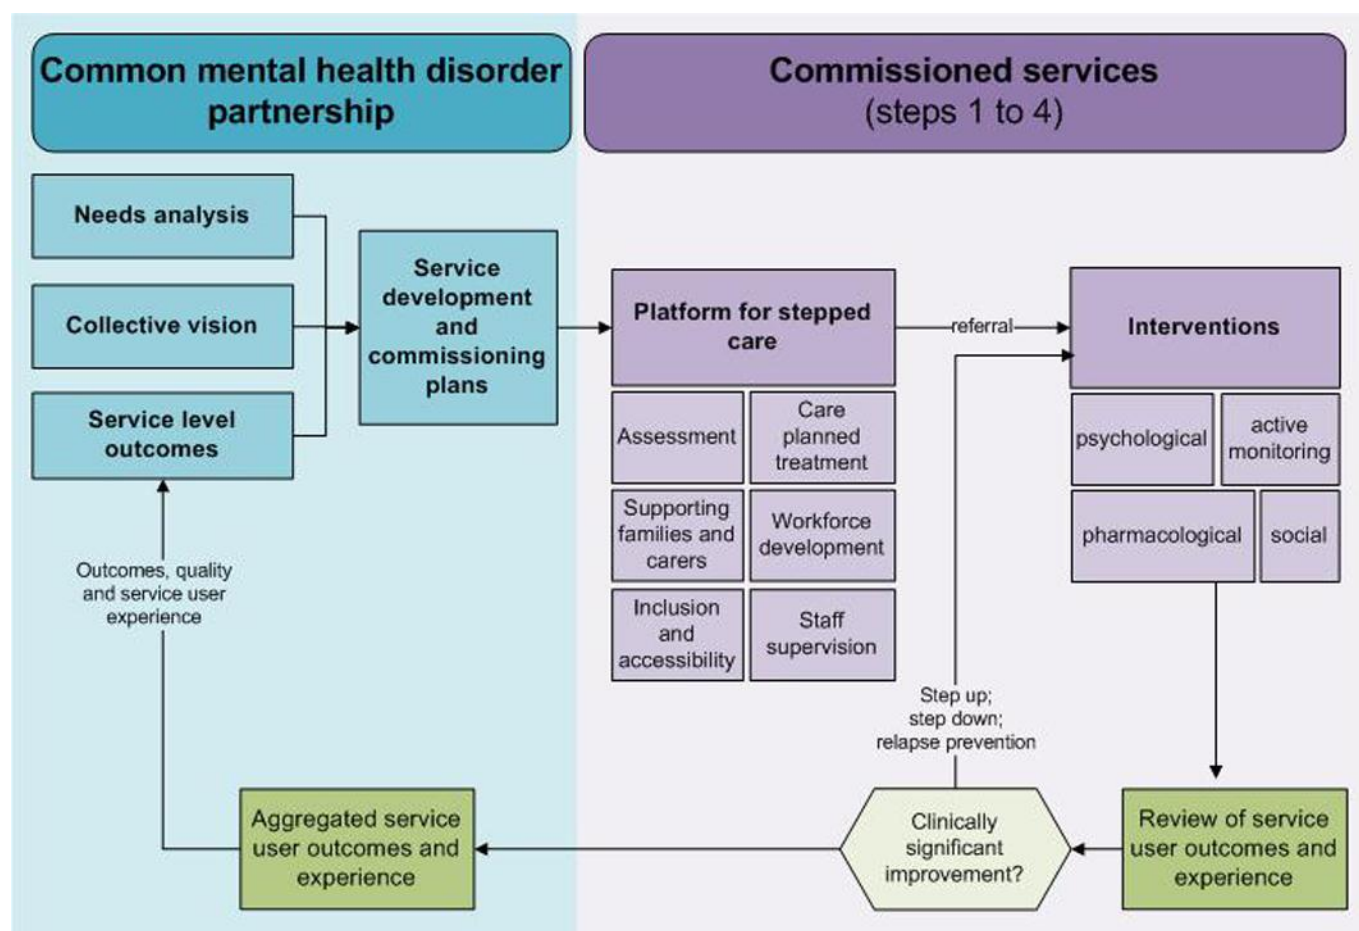 Common mental health disorder
partnership
Commissioned services
(steps 1 to 4)
Needs analysis
Collective vision
Service level
outcomes
Service
development
and
commissioning
plans
Platform for stepped
care
referral
Interventions
Assessment
Care
planned
treatment
Supporting
families and
carers
Workforce
development
Inclusion
and
accessibility
Staff
supervision
psychological
active
monitoring
pharmacological
social
Outcomes, quality
and service user
experience
Step up;
step down;
relapse prevention
Aggregated service
user outcomes and
experience
Clinically
significant
improvement?
Review of service
user outcomes and
experience